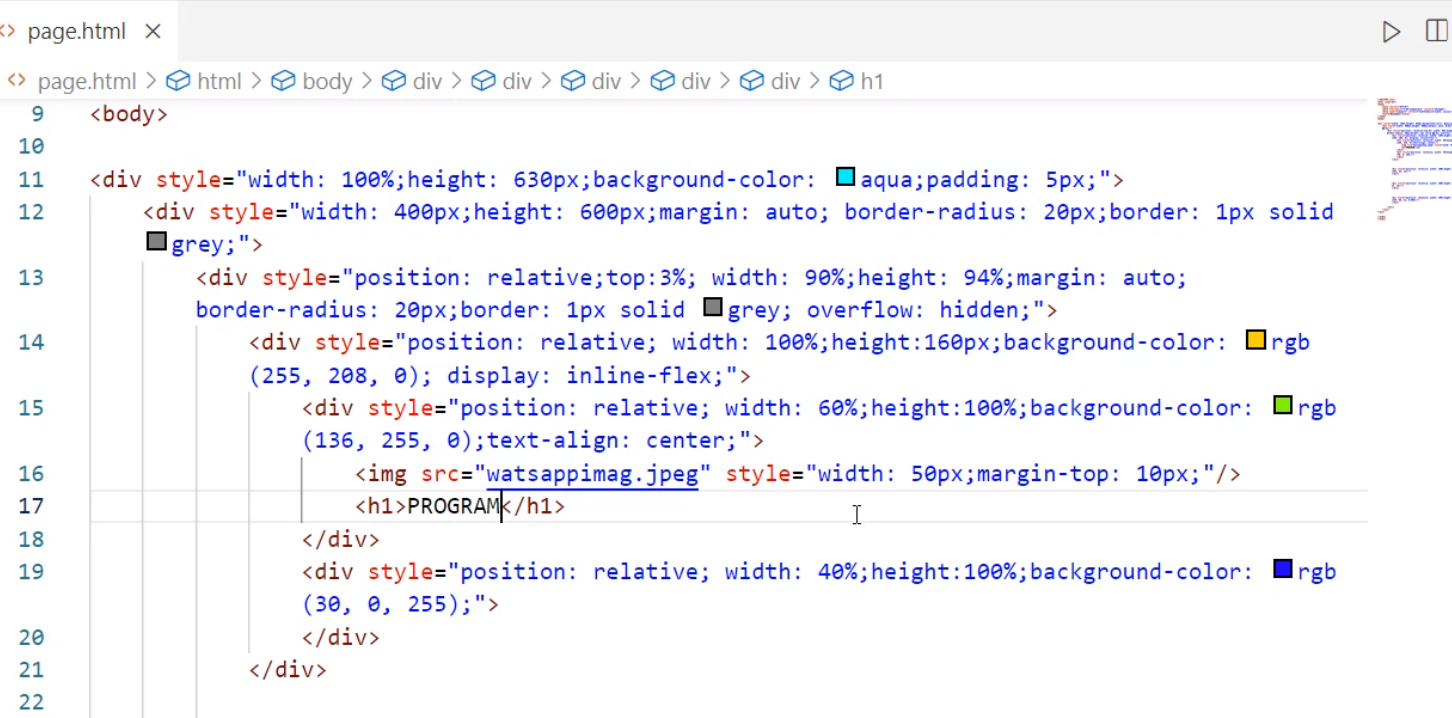 page.html
page.html > html > body > div > div > div > div > div > h1
9 <body>
10
11 <div style="width: 100%;height: 630px;background-color: aqua;padding: 5px;">
12 <div style="width: 400px;height: 600px;margin: auto; border-radius: 20px;border: 1px solid
grey;">
13 <div style="position: relative;top:3%; width: 90%;height: 94%;margin: auto;
border-radius: 20px;border: 1px solid grey; overflow: hidden;">
14 <div style="position: relative; width: 100%;height:160px;background-color: rgb
(255, 208, 0); display: inline-flex;">
15 <div style="position: relative; width: 60%;height:100%;background-color: rgb
(136, 255, 0);text-align: center;">
16 <img src="watsappimag.jpeg" style="width: 50px;margin-top: 10px;"/>
17 <h1>PROGRAM</h1>
18 </div>
19 <div style="position: relative; width: 40%;height:100%;background-color: rgb
(30, 0, 255);">
20 </div>
21 </div>
22